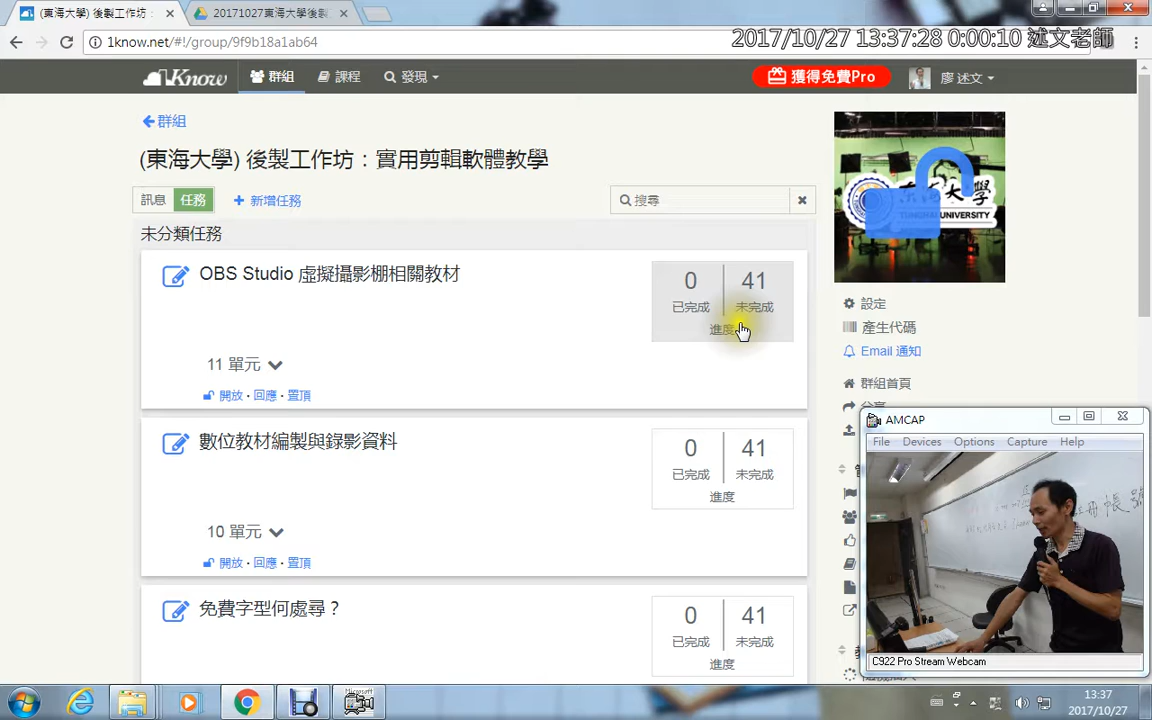 (東海大學) 後製工作坊：
20171027東海大學後製
1know.net/#!/group/9f9b18a1ab64
2017/10/27 13:37:28 0:00:10 述文老師
1Know
群組
課程
發現
獲得免費Pro
廖 述文
群組
(東海大學) 後製工作坊：實用剪輯軟體教學
訊息
任務
新增任務
搜尋
未分類任務
OBS Studio 虛擬攝影棚相關教材
0
41
已完成
未完成
進度
11 單元
開放 · 回應 · 置頂
數位教材編製與錄影資料
0
41
已完成
未完成
進度
10 單元
開放 · 回應 · 置頂
免費字型何處尋？
0
41
已完成
未完成
進度
TUNGHAI UNIVERSITY
設定
產生代碼
Email 通知
群組首頁
AMCAP
File Devices Options Capture Help
C922 Pro Stream Webcam
13:37
2017/10/27